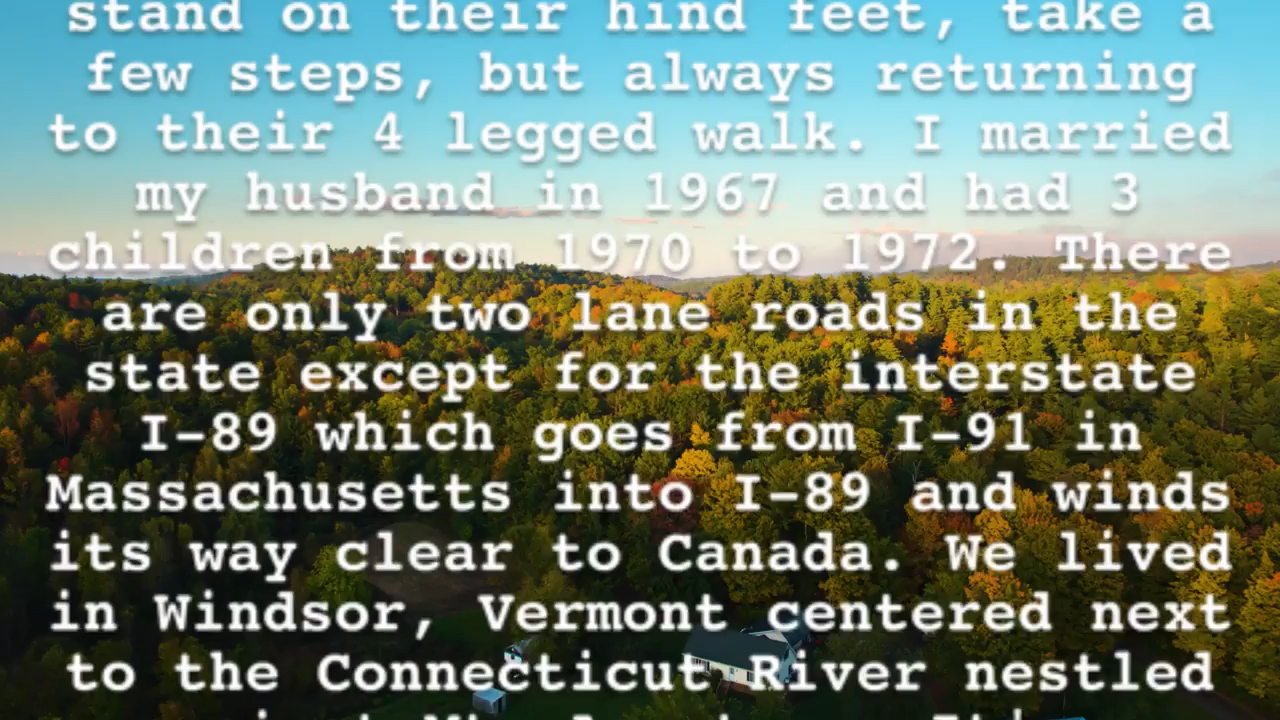 stand on their hind feet, take a
few steps, but always returning
to their 4 legged walk. I married
my husband in 1967 and had 3
children from 1970 to 1972. There
are only two lane roads in the
state except for the interstate
I-89 which goes from I-91 in
Massachusetts into I-89 and winds
its way clear to Canada. We lived
in Windsor, Vermont centered next
to the Connecticut River nestled